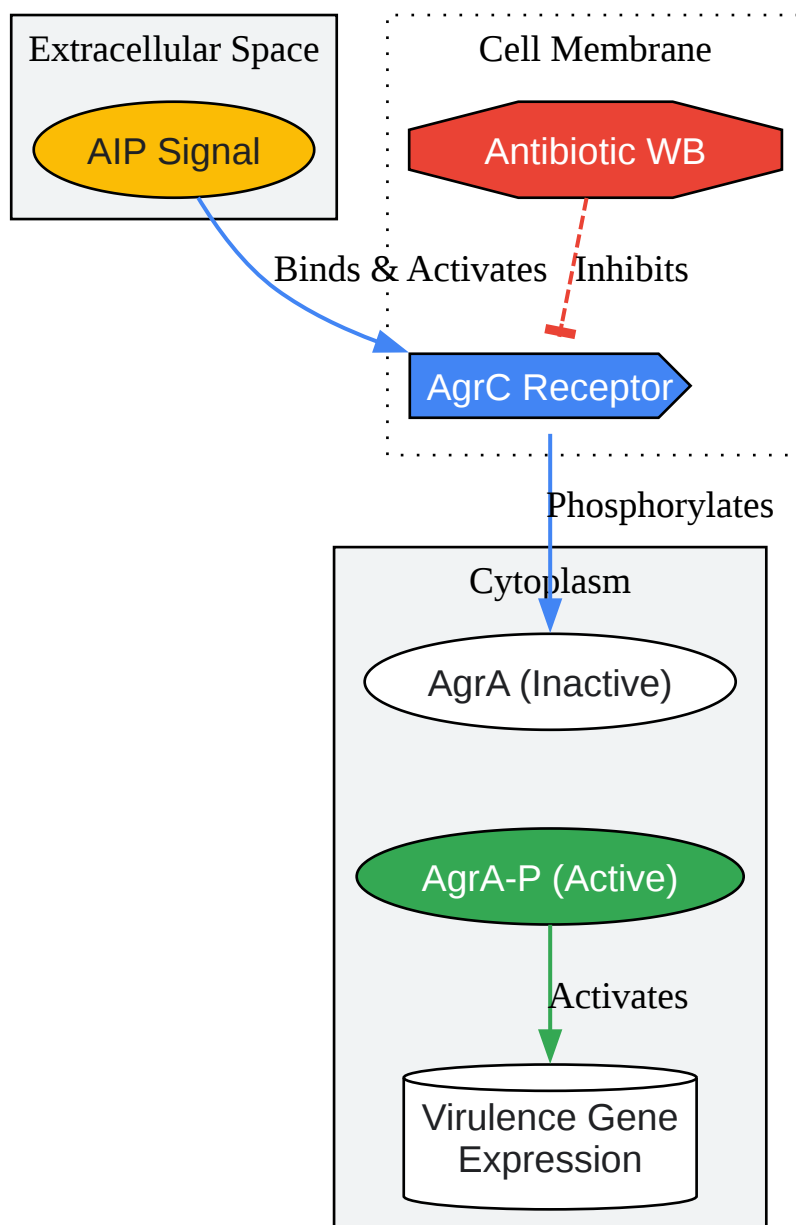 Extracellular Space
Cell Membrane
AIP Signal
Antibiotic WB
Binds & Activates
Inhibits
AgrC Receptor
Phosphorylates
Cytoplasm
AgrA (Inactive)
AgrA-P (Active)
Activates
Virulence Gene
Expression